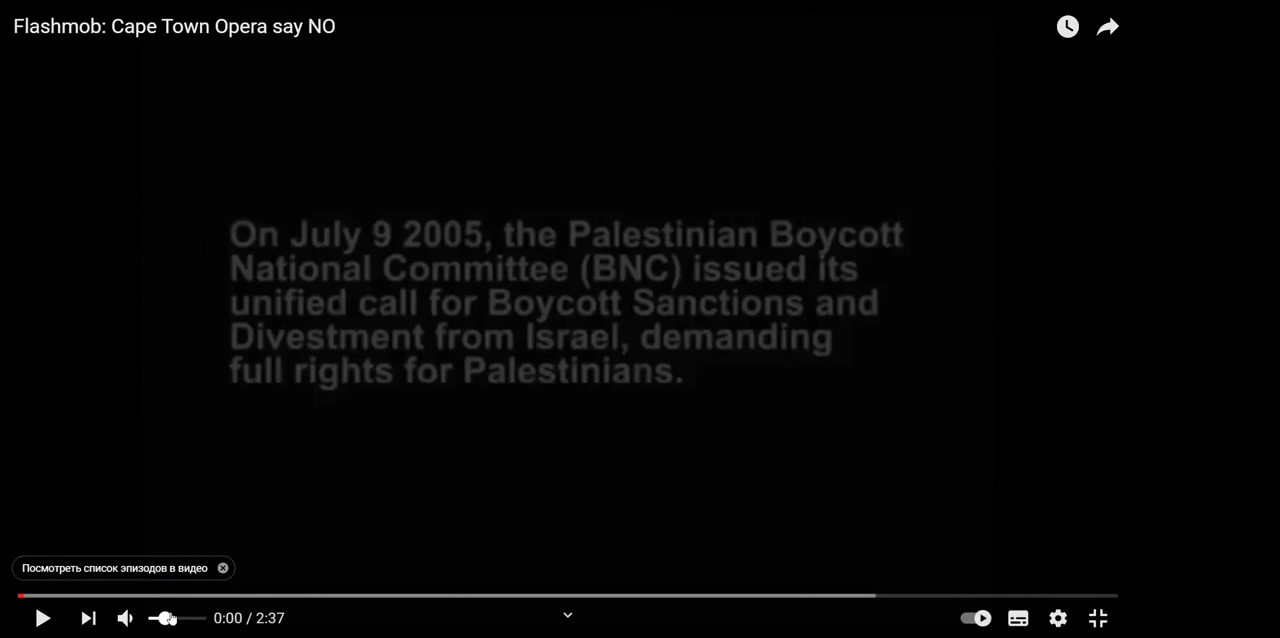 Flashmob: Cape Town Opera say NO
On July 9 2005, the Palestinian Boycott
National Committee (BNC) issued its
unified call for Boycott Sanctions and
Divestment from Israel, demanding
full rights for Palestinians.
Посмотреть список эпизодов в видео
0:00 / 2:37